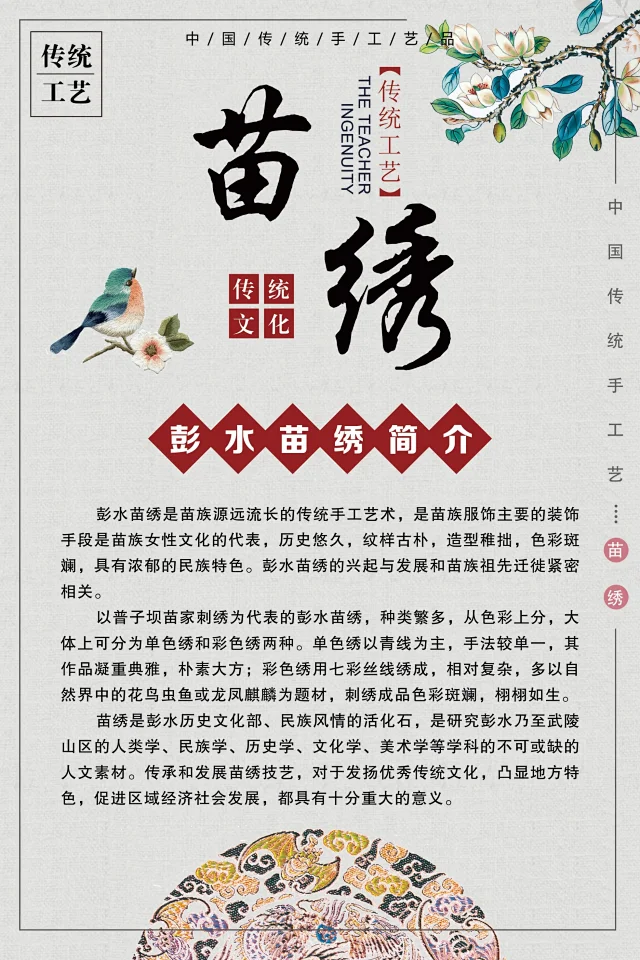 中/国/传/统/手/工/艺/品
传统
工艺
苗绣
【传统工艺】
THE TEACHER
INGENUITY
传统
文化
中国传统手工艺……苗绣
彭水苗绣简介
彭水苗绣是苗族源远流长的传统手工艺术，是苗族服饰主要的装饰
手段是苗族女性文化的代表，历史悠久，纹样古朴，造型稚拙，色彩斑
斓，具有浓郁的民族特色。彭水苗绣的兴起与发展和苗族祖先迁徙紧密
相关。
以普子坝苗家刺绣为代表的彭水苗绣，种类繁多，从色彩上分，大
体上可分为单色绣和彩色绣两种。单色绣以青线为主，手法较单一，其
作品凝重典雅，朴素大方；彩色绣用七彩丝线绣成，相对复杂，多以自
然界中的花鸟虫鱼或龙凤麒麟为题材，刺绣成品色彩斑斓，栩栩如生。
苗绣是彭水历史文化部、民族风情的活化石，是研究彭水乃至武陵
山区的人类学、民族学、历史学、文化学、美术学等学科的不可或缺的
人文素材。传承和发展苗绣技艺，对于发扬优秀传统文化，凸显地方特
色，促进区域经济社会发展，都具有十分重大的意义。